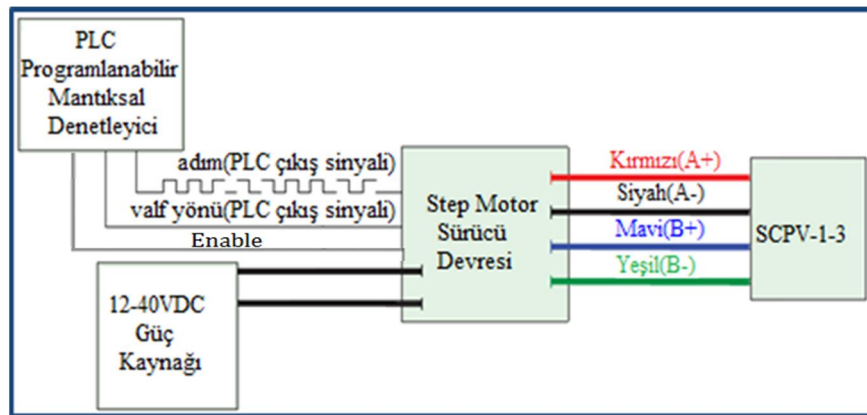 PLC
Programlanabilir
Mantıksal
Denetleyici
adım(PLC çıkış sinyali)
valf yönü(PLC çıkış sinyali)
Enable
12-40VDC
Güç
Kaynağı
Step Motor
Sürücü
Devresi
Kırmızı(A+)
Siyah(A-)
Mavi(B+)
Yeşil(B-)
SCPV-1-3